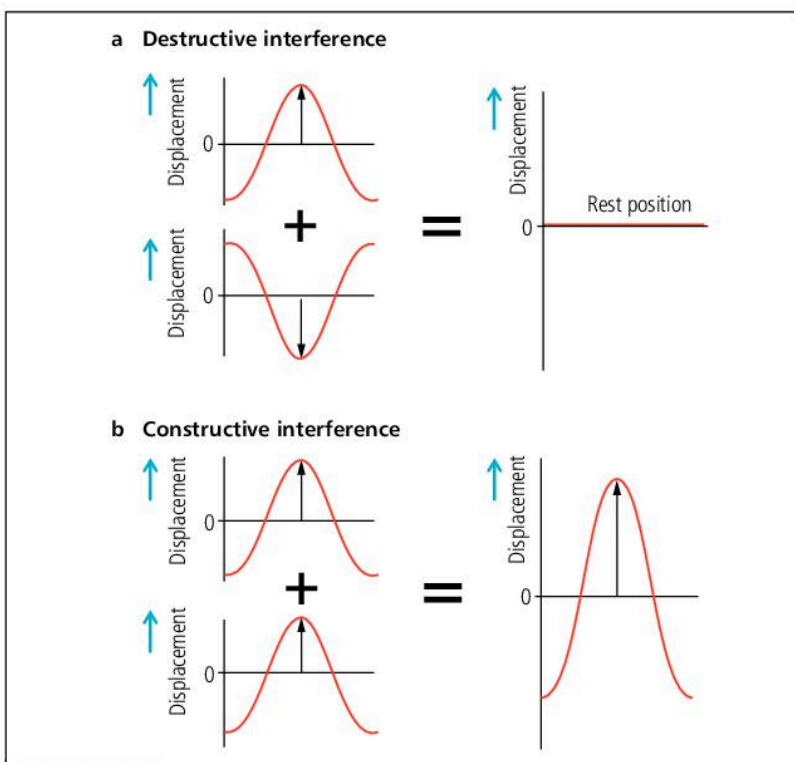 a Destructive interference
Displacement
0
+
Displacement
0
=
Displacement
Rest position
0
b Constructive interference
Displacement
0
+
Displacement
0
=
Displacement
0